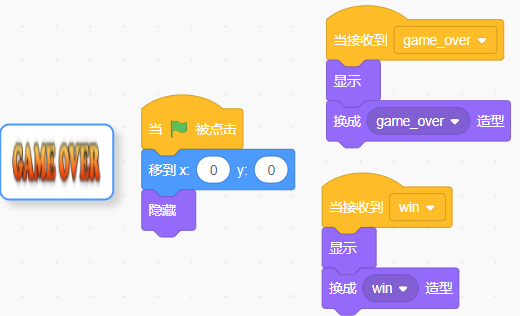 GAME OVER
当 被点击
移到 x: 0 y: 0
隐藏
当接收到 game_over
显示
换成 game_over 造型
当接收到 win
显示
换成 win 造型